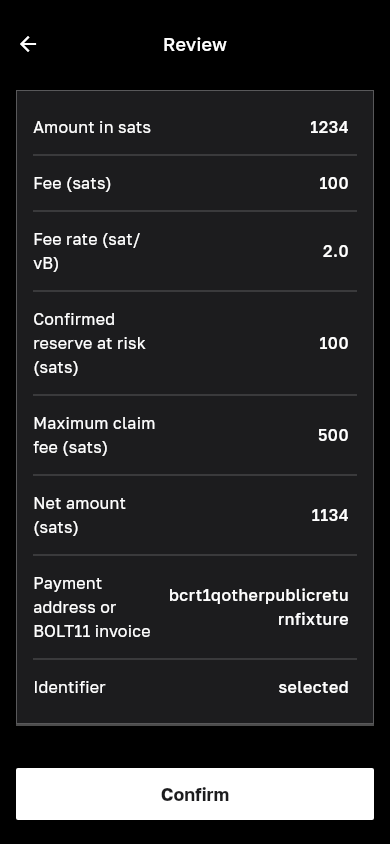 Review
Amount in sats 1234
Fee (sats) 100
Fee rate (sat/
vB) 2.0
Confirmed
reserve at risk 100
(sats)
Maximum claim
fee (sats) 500
Net amount
(sats) 1134
Payment
address or
BOLT11 invoice
bcrt1qotherpublicretu
rnfixture
Identifier selected
Confirm